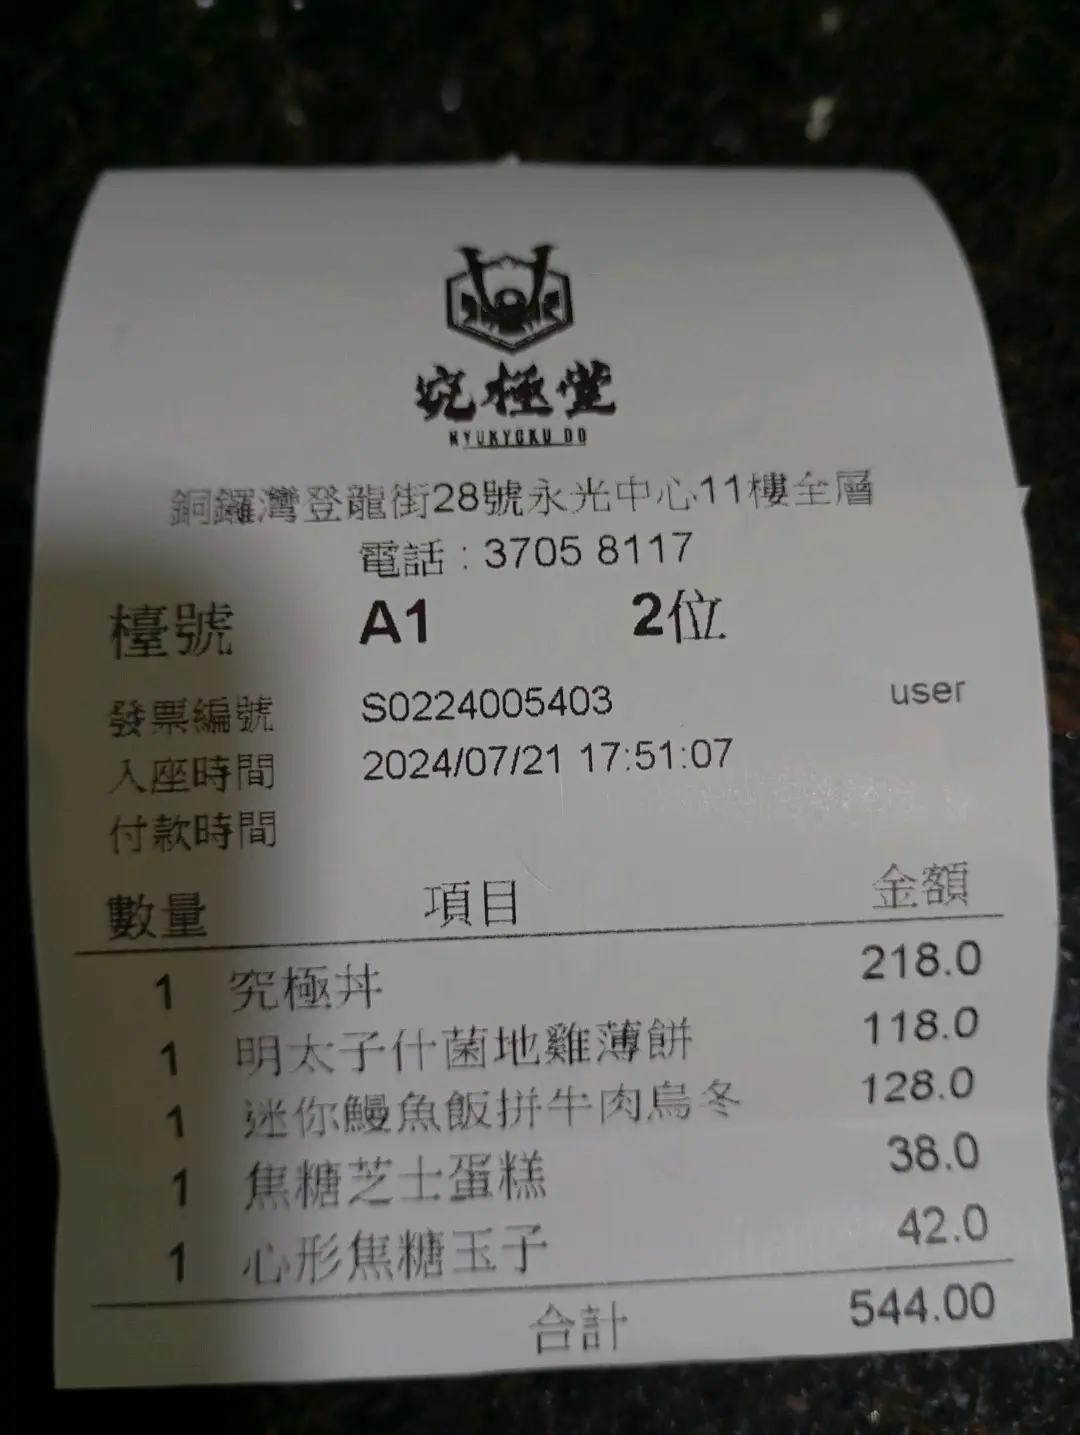 究極堂
KYUKYOKU DO
銅鑼灣登龍街28號永光中心11樓全層
電話 : 3705 8117
檯號 A1 2位
發票編號 S0224005403 user
入座時間 2024/07/21 17:51:07
付款時間
數量 項目 金額
1 究極丼 218.0
1 明太子什菌地雞薄餅 118.0
1 迷你鰻魚飯拼牛肉烏冬 128.0
1 焦糖芝士蛋糕 38.0
1 心形焦糖玉子 42.0
合計 544.00